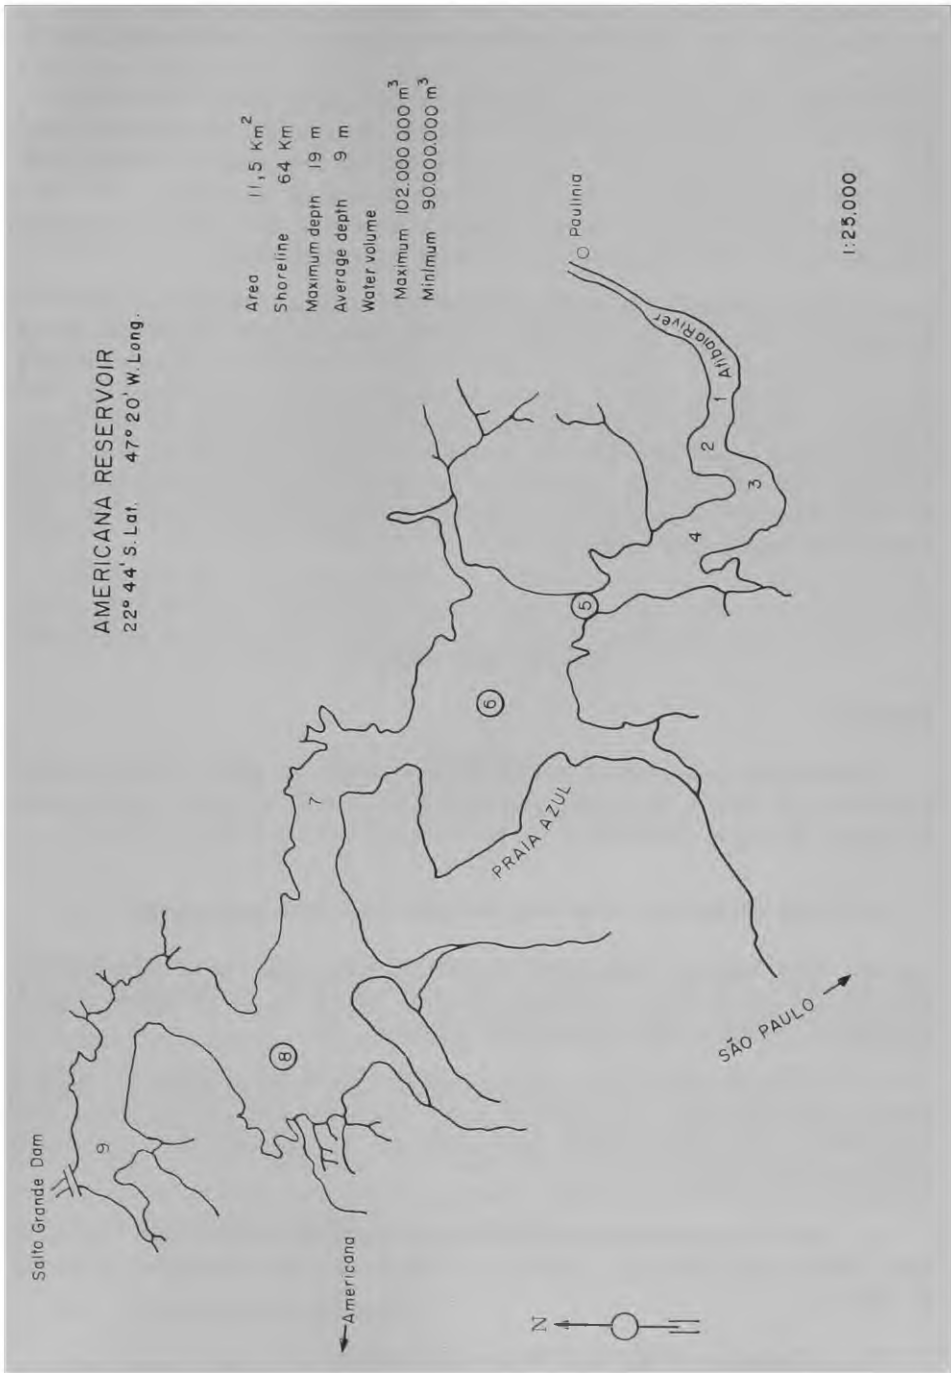 AMERICANA RESERVOIR
22° 44' S. Lat. 47° 20' W. Long.
Area 11,5 Km²
Shoreline 64 Km
Maximum depth 19 m
Average depth 9 m
Water volume
Maximum 102.000 000 m³
Minimum 90.000.000 m³
Salto Grande Dam
9
8
7
6
5
4
3
2
1
Atibaia River
Paulinia
PRAIA AZUL
SÃO PAULO
Americana
N
1:25.000